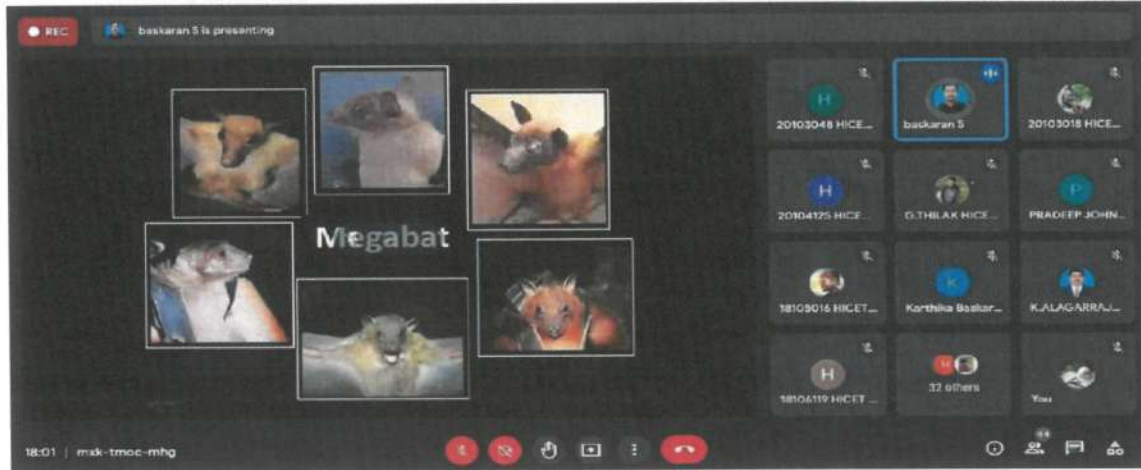 REC
baskaran S is presenting
Megabat
20103048 HICE...
baskaran S
20103018 HICE...
H
20104125 HICE...
G.THILAK HICE...
P
PRADEEP JOHN...
18105016 HICET...
K
Karthika Baskar...
K.ALAGARRAJ...
H
18106119 HICET ...
H
32 others
You
18:01 | mxk-tmoc-mhg
44